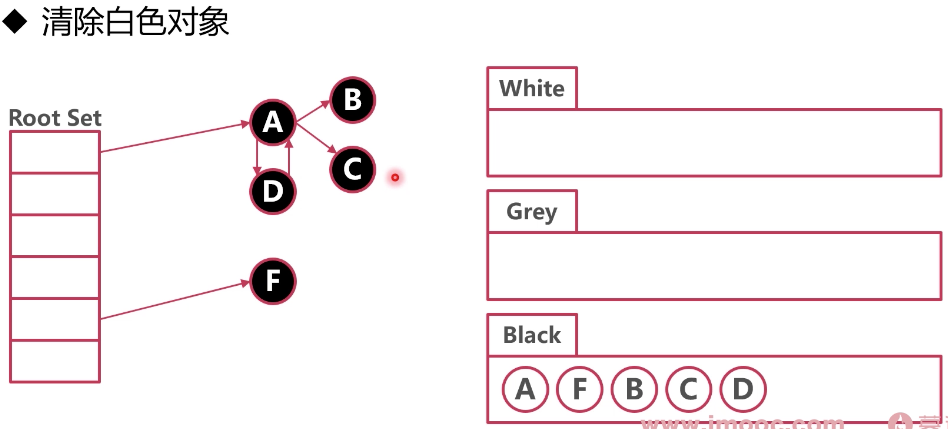 ◆ 清除白色对象
Root Set
A
B
C
D
F
White
Grey
Black
A F B C D
www.imooc.com